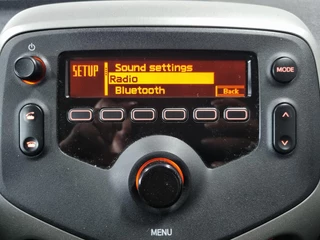 SETUP
Sound settings
Radio
Bluetooth
Back
MODE
MENU